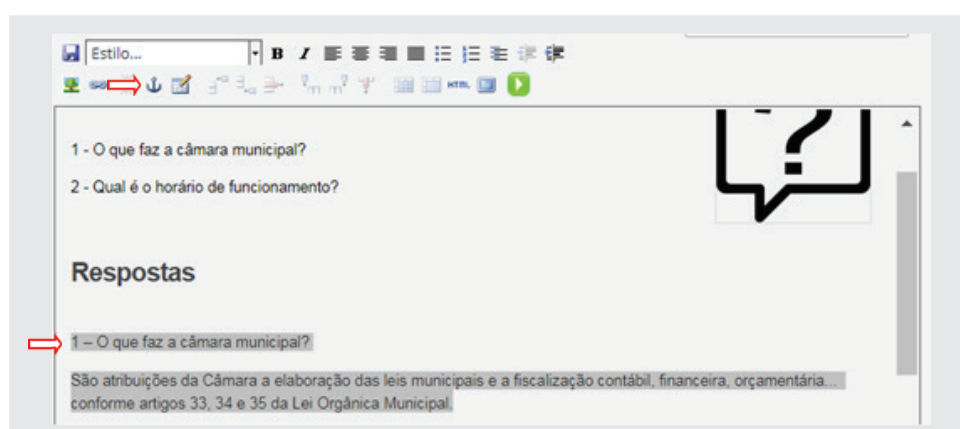 Estilo...
B I
HTML
1 - O que faz a câmara municipal?
2 - Qual é o horário de funcionamento?
?
Respostas
1 – O que faz a câmara municipal?
São atribuições da Câmara a elaboração das leis municipais e a fiscalização contábil, financeira, orçamentária...
conforme artigos 33, 34 e 35 da Lei Orgânica Municipal.